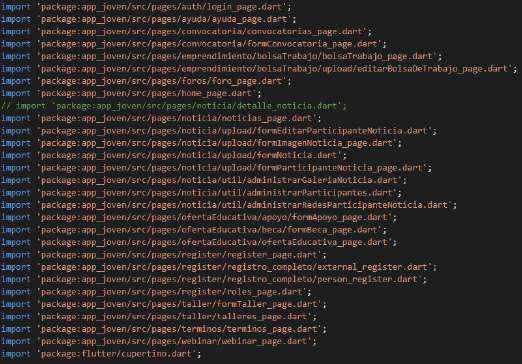 import 'package:app_joven/src/pages/auth/login_page.dart';
import 'package:app_joven/src/pages/ayuda/ayuda_page.dart';
import 'package:app_joven/src/pages/convocatoria/convocatorias_page.dart';
import 'package:app_joven/src/pages/convocatoria/formConvocatoria_page.dart';
import 'package:app_joven/src/pages/emprendimiento/bolsaTrabajo/bolsaTrabajo_page.dart';
import 'package:app_joven/src/pages/emprendimiento/bolsaTrabajo/upload/editarBolsaDeTrabajo_page.dart';
import 'package:app_joven/src/pages/foros/foro_page.dart';
import 'package:app_joven/src/pages/home_page.dart';
// import 'package:app_joven/src/pages/noticia/detalle_noticia.dart';
import 'package:app_joven/src/pages/noticia/noticias_page.dart';
import 'package:app_joven/src/pages/noticia/upload/formEditarParticipanteNoticia.dart';
import 'package:app_joven/src/pages/noticia/upload/formImagenNoticia_page.dart';
import 'package:app_joven/src/pages/noticia/upload/formNoticia.dart';
import 'package:app_joven/src/pages/noticia/upload/formParticipanteNoticia_page.dart';
import 'package:app_joven/src/pages/noticia/util/administrarGaleriaNoticia.dart';
import 'package:app_joven/src/pages/noticia/util/administrarParticipantes.dart';
import 'package:app_joven/src/pages/noticia/util/administrarRedesParticipanteNoticia.dart';
import 'package:app_joven/src/pages/ofertaEducativa/apoyo/formApoyo_page.dart';
import 'package:app_joven/src/pages/ofertaEducativa/beca/formBeca_page.dart';
import 'package:app_joven/src/pages/ofertaEducativa/ofertaEducativa_page.dart';
import 'package:app_joven/src/pages/register/register_page.dart';
import 'package:app_joven/src/pages/register/registro_completo/external_register.dart';
import 'package:app_joven/src/pages/register/registro_completo/person_register.dart';
import 'package:app_joven/src/pages/register/roles_page.dart';
import 'package:app_joven/src/pages/taller/formTaller_page.dart';
import 'package:app_joven/src/pages/taller/talleres_page.dart';
import 'package:app_joven/src/pages/terminos/terminos_page.dart';
import 'package:app_joven/src/pages/webinar/webinar_page.dart';
import 'package:flutter/cupertino.dart';